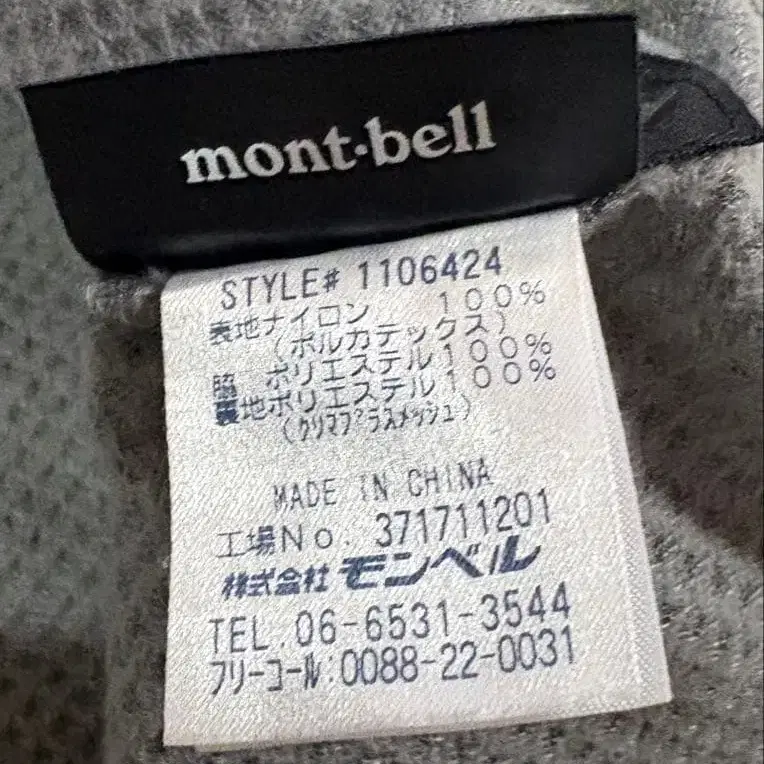 mont·bell
STYLE# 1106424
表地ナイロン 100%
(ポルカテックス)
脇 ポリエステル100%
裏地ポリエステル100%
(クリマプラスメッシュ)
MADE IN CHINA
工場No. 371711201
株式会社 モンベル
TEL.06-6531-3544
フリーコール:0088-22-0031